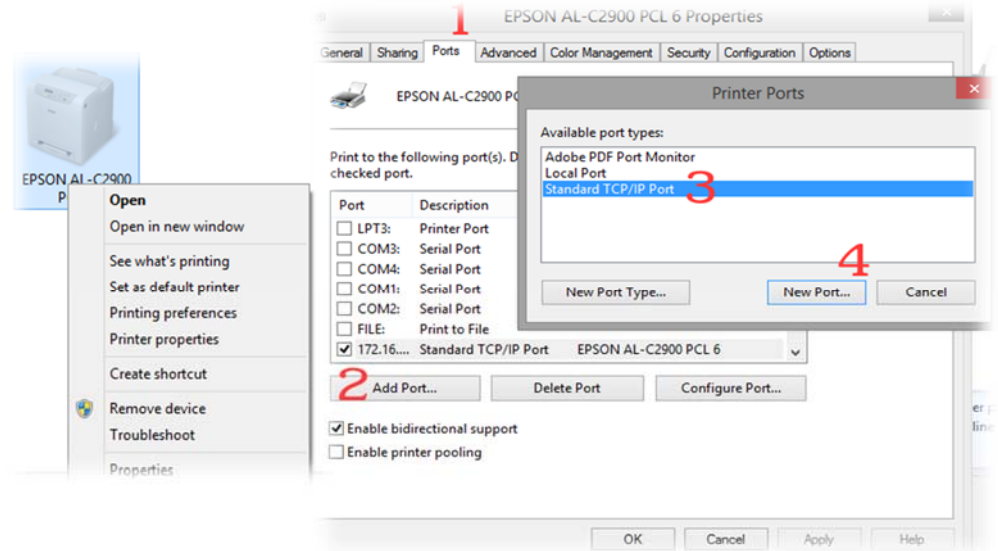 1
EPSON AL-C2900 PCL 6 Properties
General Sharing Ports Advanced Color Management Security Configuration Options
EPSON AL-C2900 PC
Print to the following port(s). D
checked port.
Port Description
LPT3: Printer Port
COM3: Serial Port
COM4: Serial Port
COM1: Serial Port
COM2: Serial Port
FILE: Print to File
172.16.... Standard TCP/IP Port EPSON AL-C2900 PCL 6
2
Add Port... Delete Port Configure Port...
Enable bidirectional support
Enable printer pooling
OK Cancel Apply Help
Printer Ports
Available port types:
Adobe PDF Port Monitor
Local Port
Standard TCP/IP Port
3
4
New Port Type... New Port... Cancel
EPSON AL-C2900
P
Open
Open in new window
See what's printing
Set as default printer
Printing preferences
Printer properties
Create shortcut
Remove device
Troubleshoot
Properties
er p
line